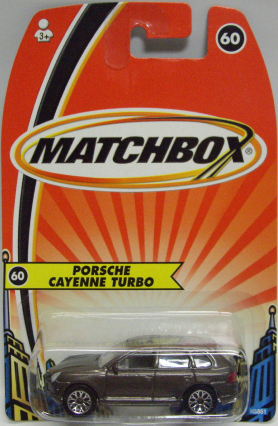 3+
60
MATCHBOX®
60
PORSCHE
CAYENNE TURBO